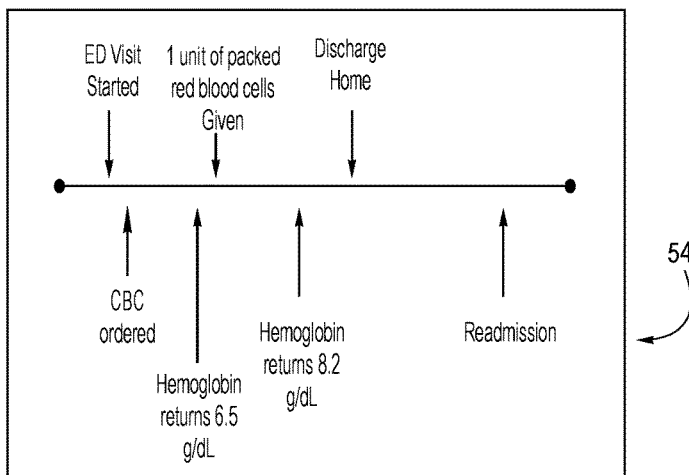 ED Visit
Started
1 unit of packed
red blood cells
Given
Discharge
Home
CBC
ordered
Hemoglobin
returns 6.5
g/dL
Hemoglobin
returns 8.2
g/dL
Readmission
54